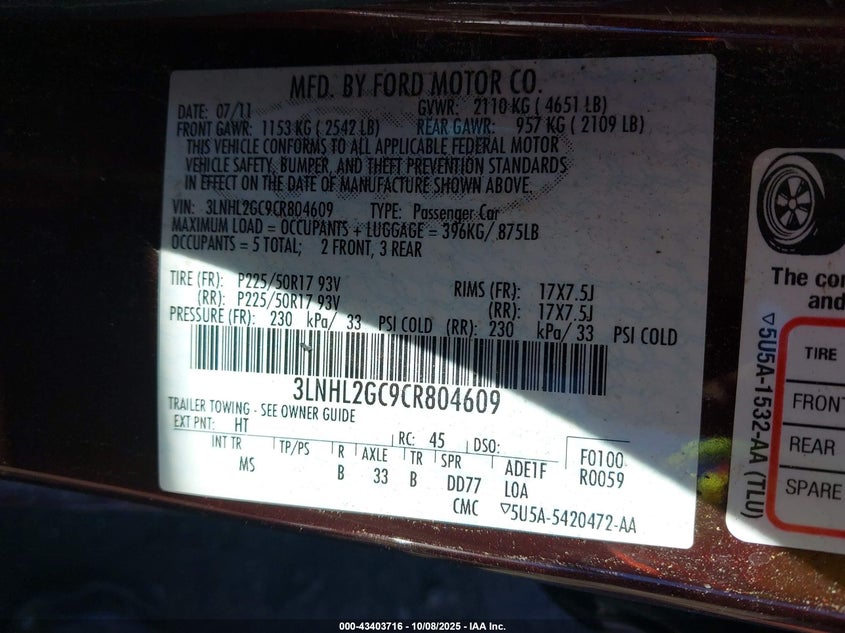 MFD. BY FORD MOTOR CO.
DATE: 07/11 GVWR: 2110 KG ( 4651 LB)
FRONT GAWR: 1153 KG ( 2542 LB) REAR GAWR: 957 KG ( 2109 LB)
THIS VEHICLE CONFORMS TO ALL APPLICABLE FEDERAL MOTOR
VEHICLE SAFETY, BUMPER, AND THEFT PREVENTION STANDARDS
IN EFFECT ON THE DATE OF MANUFACTURE SHOWN ABOVE.
VIN: 3LNHL2GC9CR804609 TYPE: Passenger Car
MAXIMUM LOAD = OCCUPANTS + LUGGAGE = 396KG/ 875LB
OCCUPANTS = 5 TOTAL; 2 FRONT, 3 REAR
TIRE (FR): P225/50R17 93V RIMS (FR): 17X7.5J
(RR): P225/50R17 93V (RR): 17X7.5J
PRESSURE (FR): 230 kPa/ 33 PSI COLD (RR): 230 kPa/ 33 PSI COLD
3LNHL2GC9CR804609
TRAILER TOWING - SEE OWNER GUIDE
EXT PNT: HT RC: 45 DSO: F0100
INT TR TP/PS R AXLE TR SPR ADE1F R0059
MS B 33 B DD77 LOA
CMC ▽5U5A-5420472-AA
The co
and
▽5U5A-1532-AA (TLU)
TIRE
FRONT
REAR
SPARE
000-43403716 - 10/08/2025 - IAA Inc.